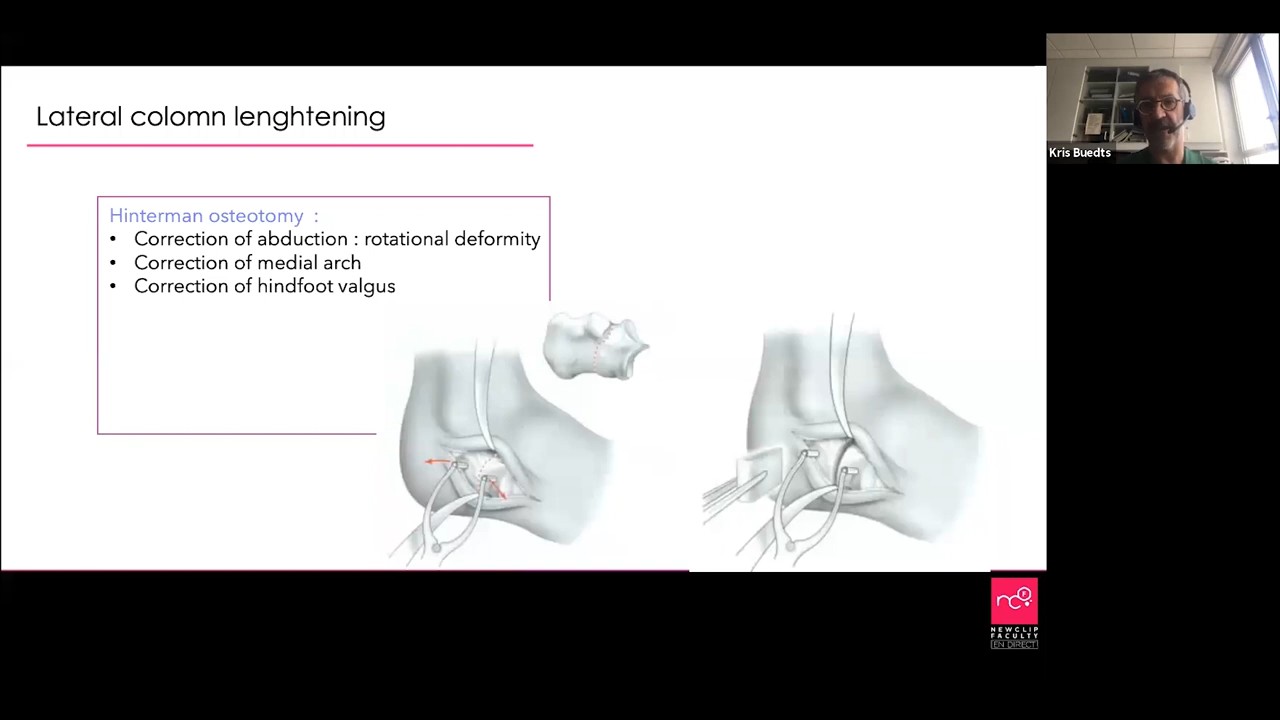 Lateral colomn lenghtening
Kris Buedts
Hinterman osteotomy :
• Correction of abduction : rotational deformity
• Correction of medial arch
• Correction of hindfoot valgus
nc F
NEWCLIP
FACULTY
EN DIRECT